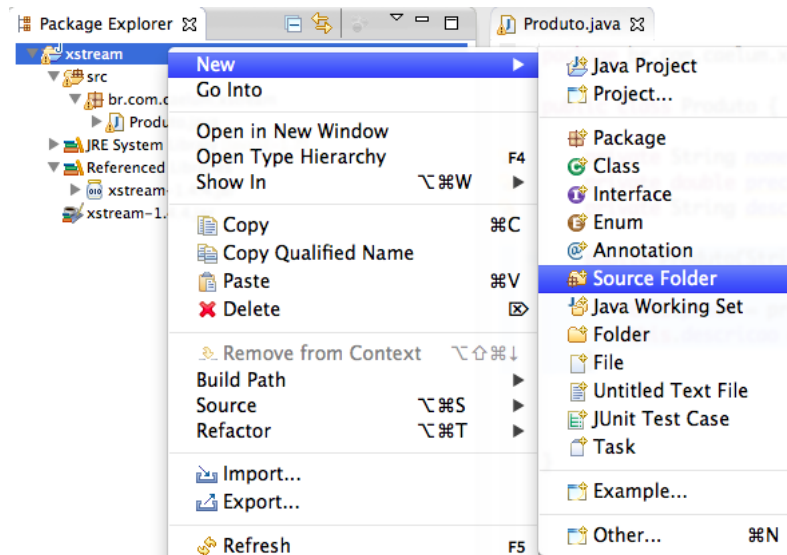 Package Explorer
xstream
src
br.com.c
Produ
JRE System
Referenced
xstream-
xstream-1.
New
Go Into
Open in New Window
Open Type Hierarchy F4
Show In ⌥⌘W
Copy ⌘C
Copy Qualified Name
Paste ⌘V
Delete ⌦
Remove from Context ⌥⇧⌘↓
Build Path
Source ⌥⌘S
Refactor ⌥⌘T
Import...
Export...
Refresh F5
Produto.java
Java Project
Project...
Package
Class
Interface
Enum
Annotation
Source Folder
Java Working Set
Folder
File
Untitled Text File
JUnit Test Case
Task
Example...
Other... ⌘N